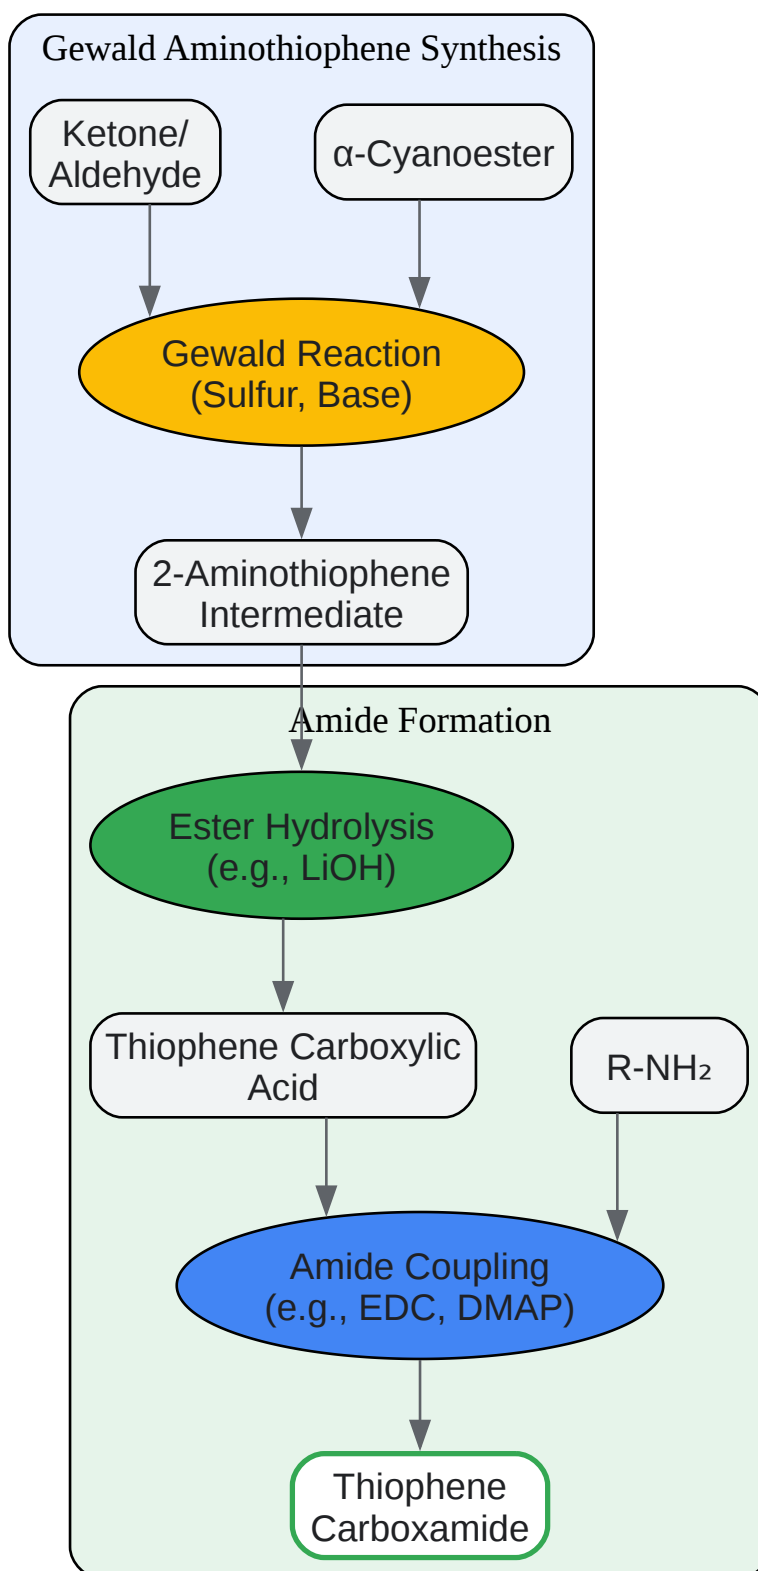 Gewald Aminothiophene Synthesis
Ketone/
Aldehyde
α-Cyanoester
Gewald Reaction
(Sulfur, Base)
2-Aminothiophene
Intermediate
Amide Formation
Ester Hydrolysis
(e.g., LiOH)
Thiophene Carboxylic
Acid
R-NH₂
Amide Coupling
(e.g., EDC, DMAP)
Thiophene
Carboxamide